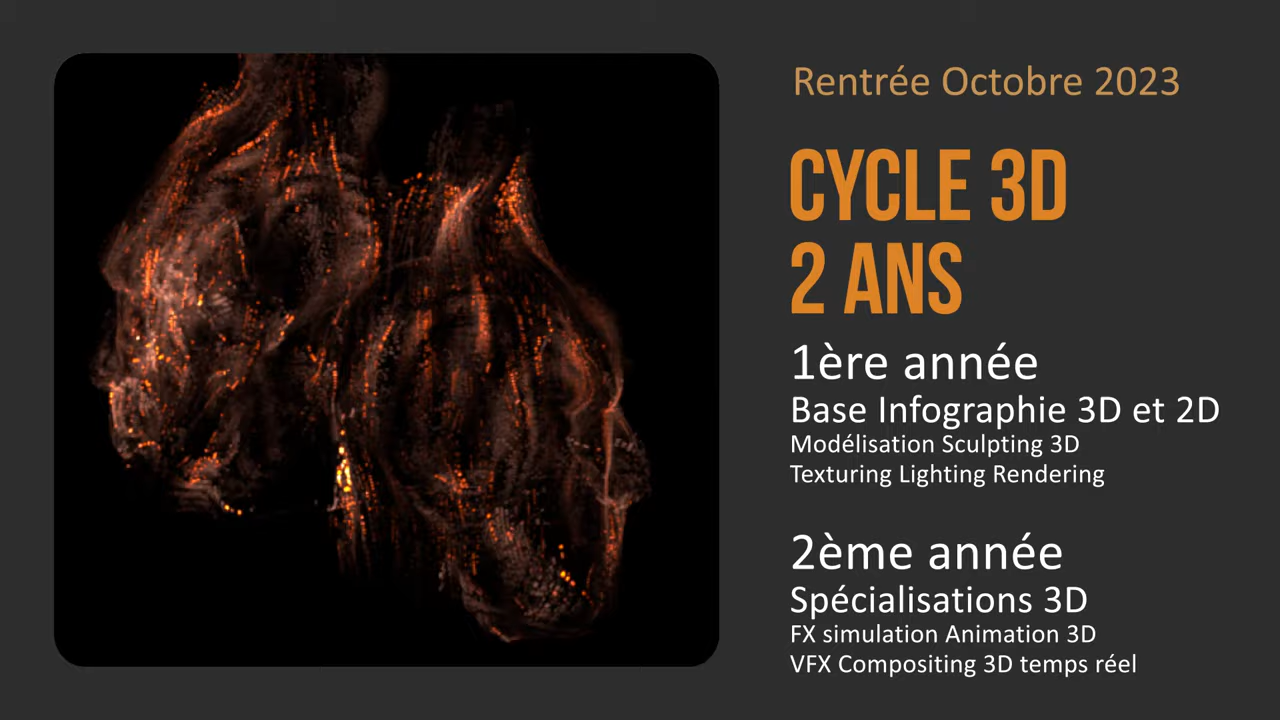 Rentrée Octobre 2023
CYCLE 3D
2 ANS
1ère année
Base Infographie 3D et 2D
Modélisation Sculpting 3D
Texturing Lighting Rendering
2ème année
Spécialisations 3D
FX simulation Animation 3D
VFX Compositing 3D temps réel